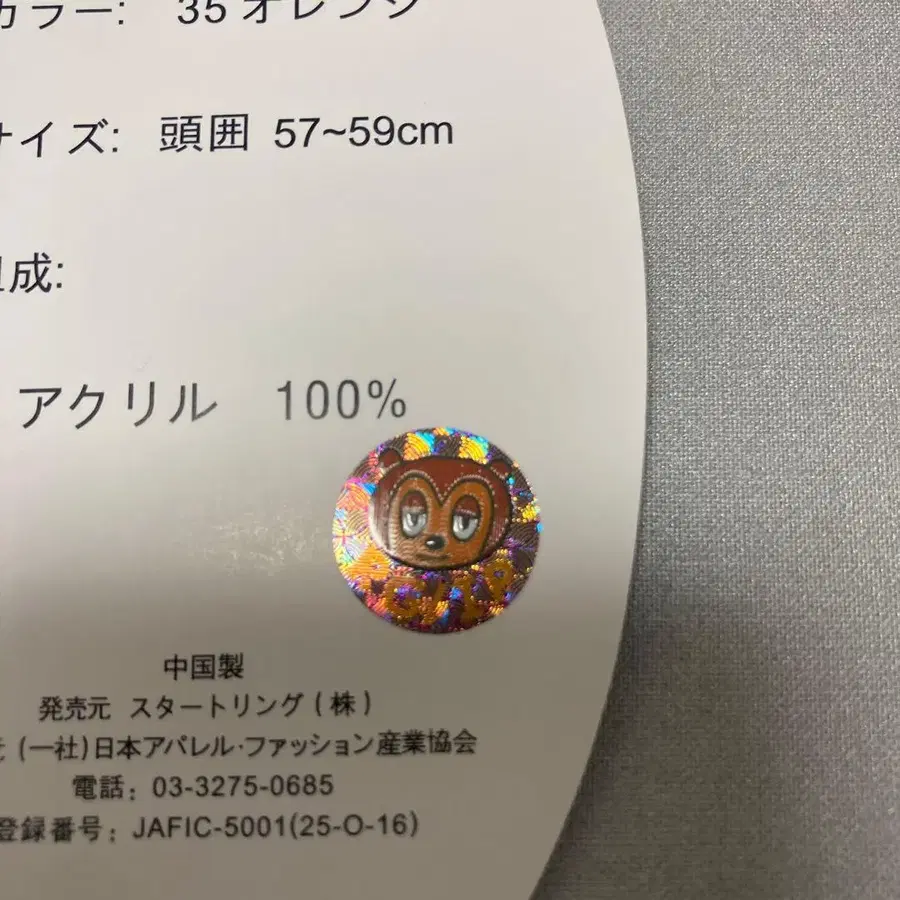 カラー: 35 オレンジ
サイズ: 頭囲 57~59cm
組成:
アクリル 100%
中国製
発売元 スタートリング(株)
元 (一社)日本アパレル・ファッション産業協会
電話: 03-3275-0685
登録番号: JAFIC-5001(25-O-16)